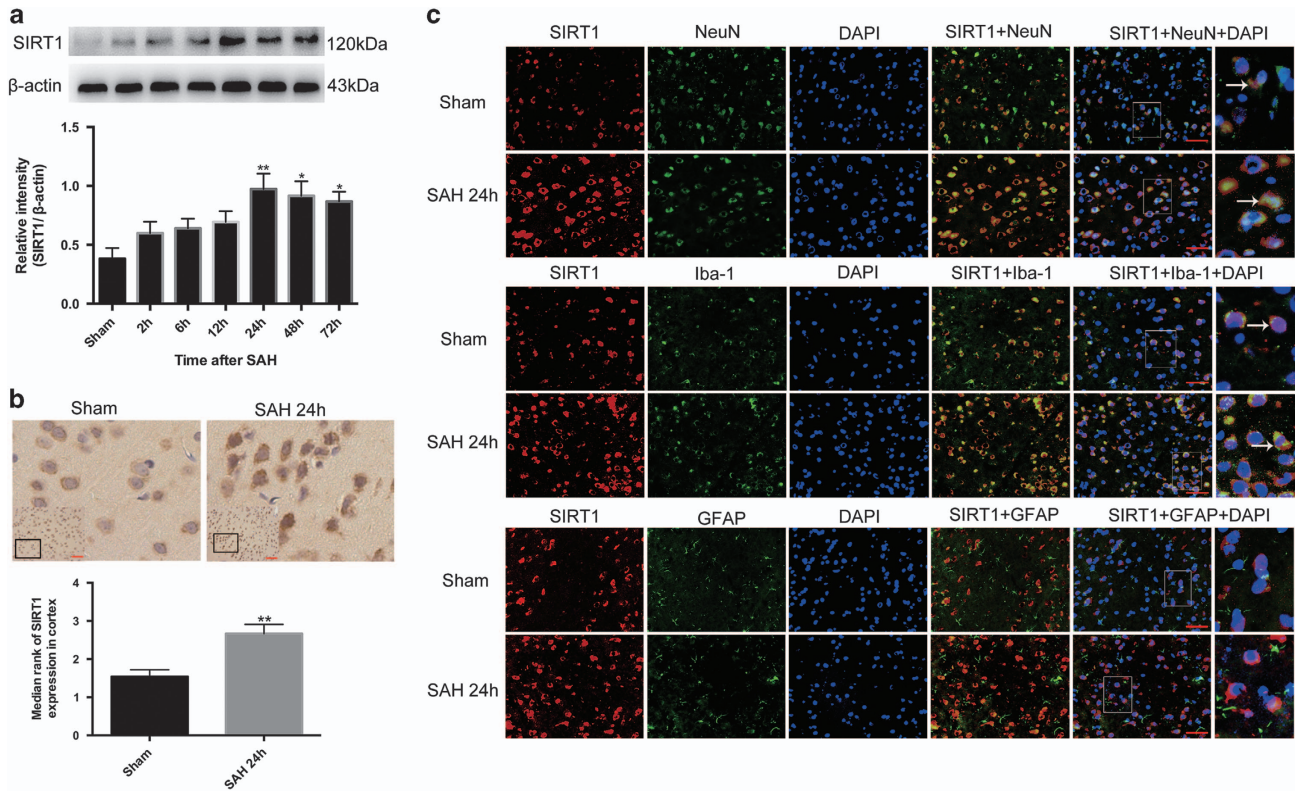 a
SIRT1 120kDa
β-actin 43kDa
1.5
1.0
0.5
0.0
Relative intensity
(SIRT1/ β-actin)
** * *
Sham 2h 6h 12h 24h 48h 72h
Time after SAH
b
Sham SAH 24h
4
3
2
1
0
Median rank of SIRT1
expression in cortex
**
Sham SAH 24h
c
SIRT1 NeuN DAPI SIRT1+NeuN SIRT1+NeuN+DAPI
Sham
SAH 24h
SIRT1 Iba-1 DAPI SIRT1+Iba-1 SIRT1+Iba-1+DAPI
Sham
SAH 24h
SIRT1 GFAP DAPI SIRT1+GFAP SIRT1+GFAP+DAPI
Sham
SAH 24h